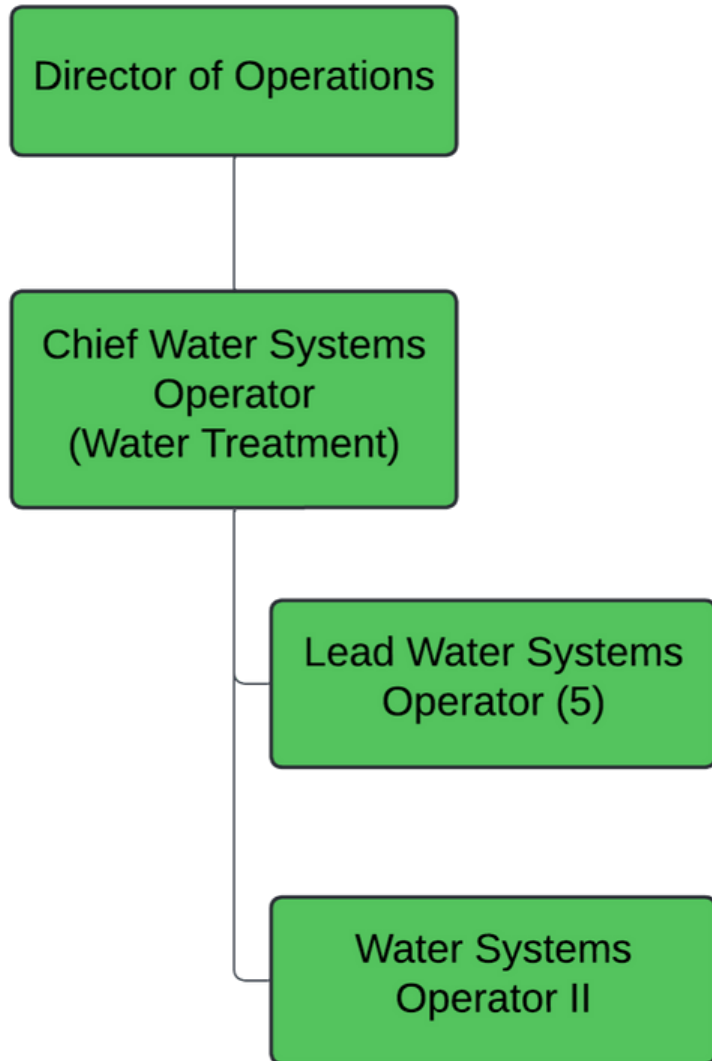 Director of Operations
Chief Water Systems
Operator
(Water Treatment)
Lead Water Systems
Operator (5)
Water Systems
Operator II